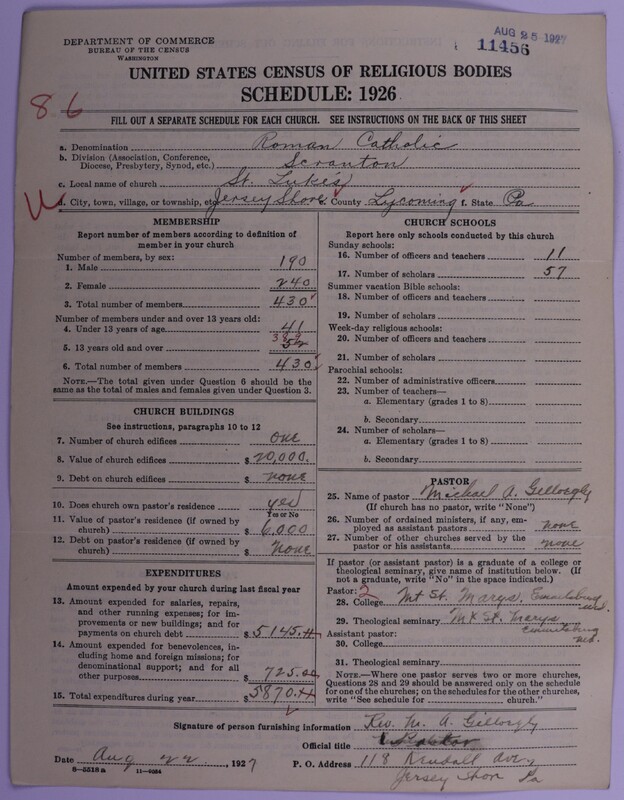 DEPARTMENT OF COMMERCE
BUREAU OF THE CENSUS
WASHINGTON
AUG 25 1927
11456
UNITED STATES CENSUS OF RELIGIOUS BODIES
SCHEDULE: 1926
86
FILL OUT A SEPARATE SCHEDULE FOR EACH CHURCH. SEE INSTRUCTIONS ON THE BACK OF THIS SHEET
a. Denomination Roman Catholic
b. Division (Association, Conference, Diocese, Presbytery, Synod, etc.) Scranton
c. Local name of church St. Luke's
d. City, town, village, or township, etc. Jersey Shore e. County Lycoming f. State Pa
MEMBERSHIP
Report number of members according to definition of
member in your church
Number of members, by sex:
1. Male 190
2. Female 240
3. Total number of members 430
Number of members under and over 13 years old:
4. Under 13 years of age 41
5. 13 years old and over 389
6. Total number of members 430
NOTE.—The total given under Question 6 should be the
same as the total of males and females given under Question 3.
CHURCH BUILDINGS
See instructions, paragraphs 10 to 12
7. Number of church edifices one
8. Value of church edifices $ 20,000.
9. Debt on church edifices $ none
10. Does church own pastor's residence yes
Yes or No
11. Value of pastor's residence (if owned by
church) $ 6,000
12. Debt on pastor's residence (if owned by
church) $ none
EXPENDITURES
Amount expended by your church during last fiscal year
13. Amount expended for salaries, repairs,
and other running expenses; for im-
provements or new buildings; and for
payments on church debt $ 5145.
14. Amount expended for benevolences, in-
cluding home and foreign missions; for
denominational support; and for all
other purposes $ 725.00
15. Total expenditures during year $ 5870.
CHURCH SCHOOLS
Report here only schools conducted by this church
Sunday schools:
16. Number of officers and teachers 11
17. Number of scholars 57
Summer vacation Bible schools:
18. Number of officers and teachers
19. Number of scholars
Week-day religious schools:
20. Number of officers and teachers
21. Number of scholars
Parochial schools:
22. Number of administrative officers
23. Number of teachers—
a. Elementary (grades 1 to 8)
b. Secondary
24. Number of scholars—
a. Elementary (grades 1 to 8)
b. Secondary
PASTOR
25. Name of pastor Michael A. Gilloegly
(If church has no pastor, write "None")
26. Number of ordained ministers, if any, em-
ployed as assistant pastors none
27. Number of other churches served by the
pastor or his assistants none
If pastor (or assistant pastor) is a graduate of a college or
theological seminary, give name of institution below. (If
not a graduate, write "No" in the space indicated.)
Pastor: 2
28. College Mt St. Marys, Emmitsburg Md.
29. Theological seminary Mt St. Marys Emmitsburg Md.
Assistant pastor:
30. College
31. Theological seminary
NOTE.—Where one pastor serves two or more churches,
Questions 28 and 29 should be answered only on the schedule
for one of the churches; on the schedules for the other churches,
write "See schedule for church."
Signature of person furnishing information Rev. M. A. Gilloegly
Official title Pastor
Date Aug 22, 1927 P. O. Address 118 Kendall Ave,
Jersey Shore Pa
8—5518a 11—9564